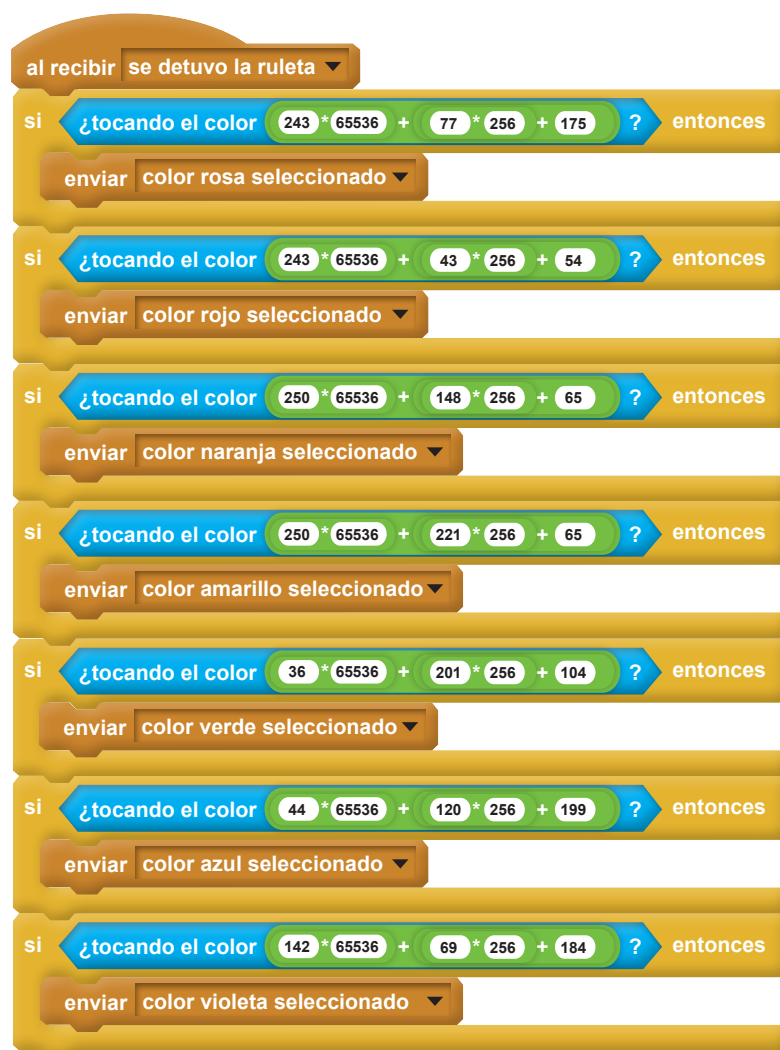 al recibir se detuvo la ruleta
si ¿tocando el color 243 * 65536 + 77 * 256 + 175 ? entonces
enviar color rosa seleccionado
si ¿tocando el color 243 * 65536 + 43 * 256 + 54 ? entonces
enviar color rojo seleccionado
si ¿tocando el color 250 * 65536 + 148 * 256 + 65 ? entonces
enviar color naranja seleccionado
si ¿tocando el color 250 * 65536 + 221 * 256 + 65 ? entonces
enviar color amarillo seleccionado
si ¿tocando el color 36 * 65536 + 201 * 256 + 104 ? entonces
enviar color verde seleccionado
si ¿tocando el color 44 * 65536 + 120 * 256 + 199 ? entonces
enviar color azul seleccionado
si ¿tocando el color 142 * 65536 + 69 * 256 + 184 ? entonces
enviar color violeta seleccionado